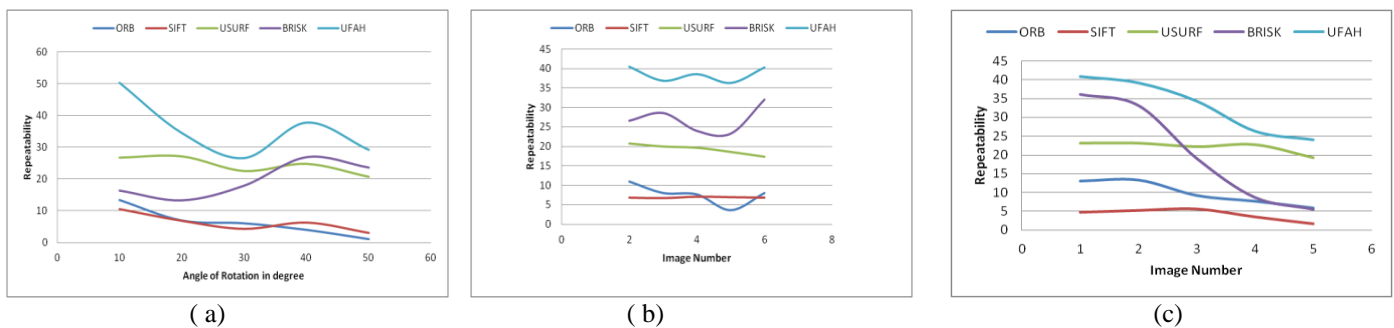 ORB SIFT USURF BRISK UFAH
Repeatability
60
50
40
30
20
10
0
0 10 20 30 40 50 60
Angle of Rotation in degree
( a)
ORB SIFT USURF BRISK UFAH
Repeatability
45
40
35
30
25
20
15
10
5
0
0 2 4 6 8
Image Number
( b)
ORB SIFT USURF BRISK UFAH
Repeatability
45
40
35
30
25
20
15
10
5
0
0 1 2 3 4 5 6
Image Number
(c)